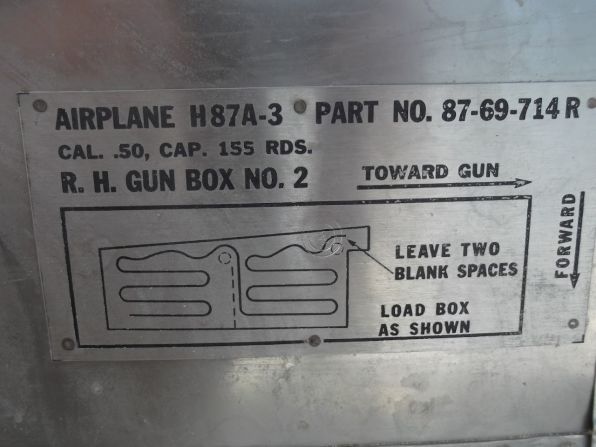 AIRPLANE H87A-3 PART NO. 87-69-714 R
CAL. .50, CAP. 155 RDS.
R. H. GUN BOX NO. 2
TOWARD GUN
FORWARD
LEAVE TWO
BLANK SPACES
LOAD BOX
AS SHOWN